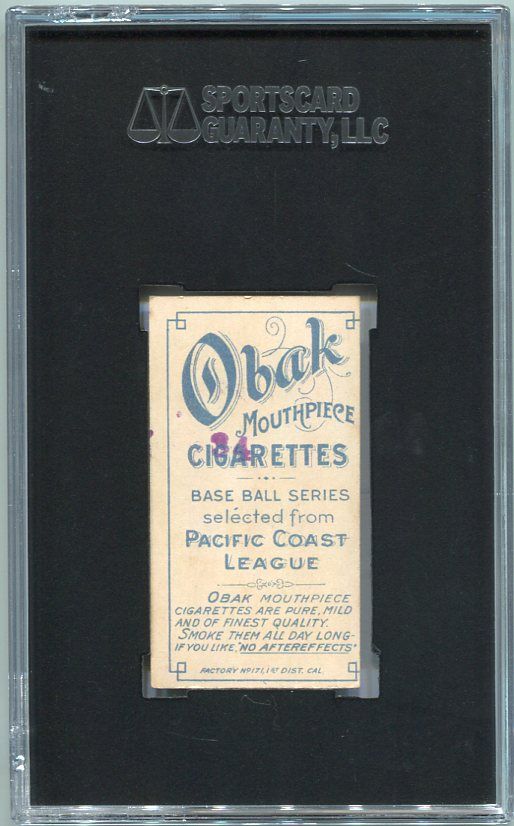 SPORTSCARD
GUARANTY, LLC
Obak
MOUTHPIECE
34
CIGARETTES
BASE BALL SERIES
selécted from
PACIFIC COAST
LEAGUE
OBAK MOUTHPIECE
CIGARETTES ARE PURE, MILD
AND OF FINEST QUALITY.
SMOKE THEM ALL DAY LONG-
IF YOU LIKE, "NO AFTEREFFECTS"
FACTORY Nº 171, 1ST DIST. CAL.